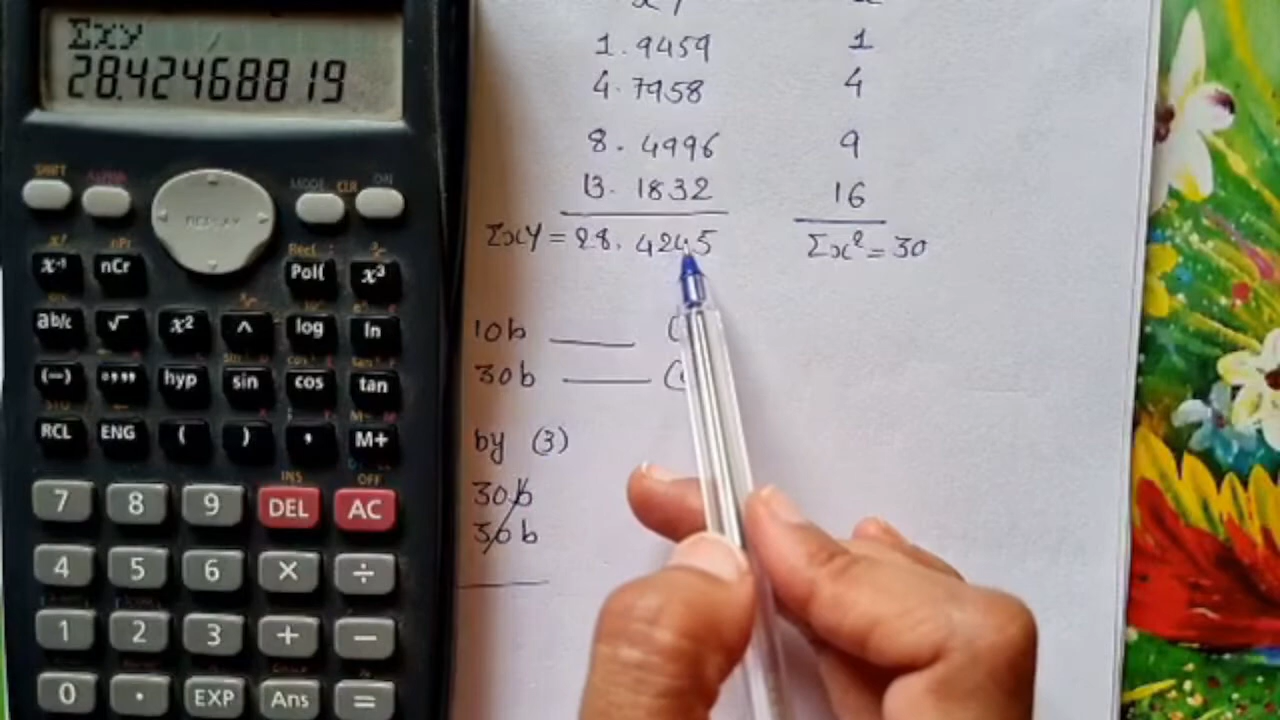 Σxy
28.42468819
1.9459 1
4.7958 4
8.4996 9
13.1832 16
Σxy = 28.4245 Σx² = 30
10b
30b
by (3)
30b
30b
SHIFT ALPHA REPLAY MODE CLR ON
x! nPr Rec(
x⁻¹ nCr Pol( x³
ab/c √ x² ^ log ln
(−) °'" hyp sin cos tan
STO M−
RCL ENG ( ) , M+
INS OFF
7 8 9 DEL AC
4 5 6 × ÷
1 2 3 + −
0 . EXP Ans =